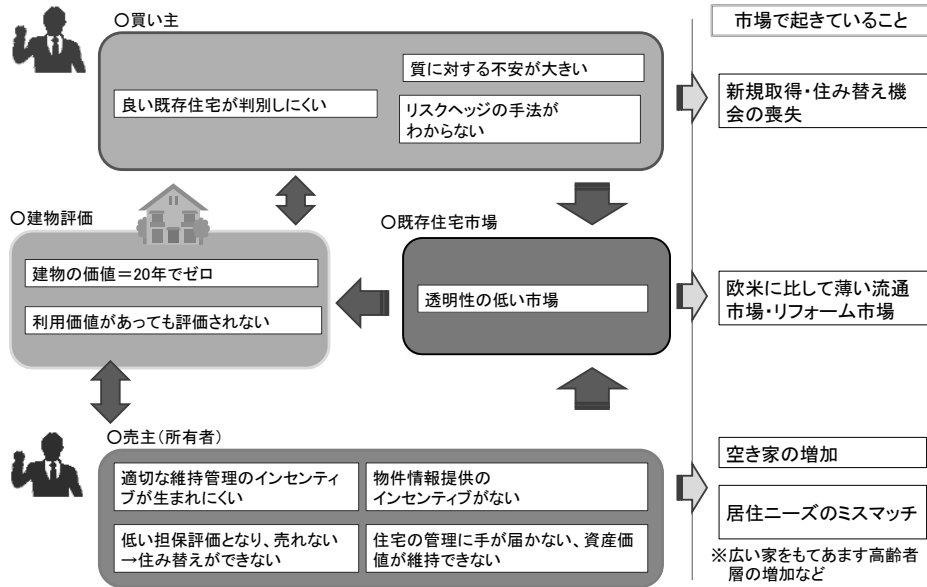 ○買い主
質に対する不安が大きい
良い既存住宅が判別しにくい
リスクヘッジの手法が
わからない
○建物評価
建物の価値＝20年でゼロ
利用価値があっても評価されない
○既存住宅市場
透明性の低い市場
○売主(所有者)
適切な維持管理のインセンティ
ブが生まれにくい
物件情報提供の
インセンティブがない
低い担保評価となり、売れない
→住み替えができない
住宅の管理に手が届かない、資産価
値が維持できない
市場で起きていること
新規取得・住み替え機
会の喪失
欧米に比して薄い流通
市場・リフォーム市場
空き家の増加
居住ニーズのミスマッチ
※広い家をもてあます高齢者
層の増加など